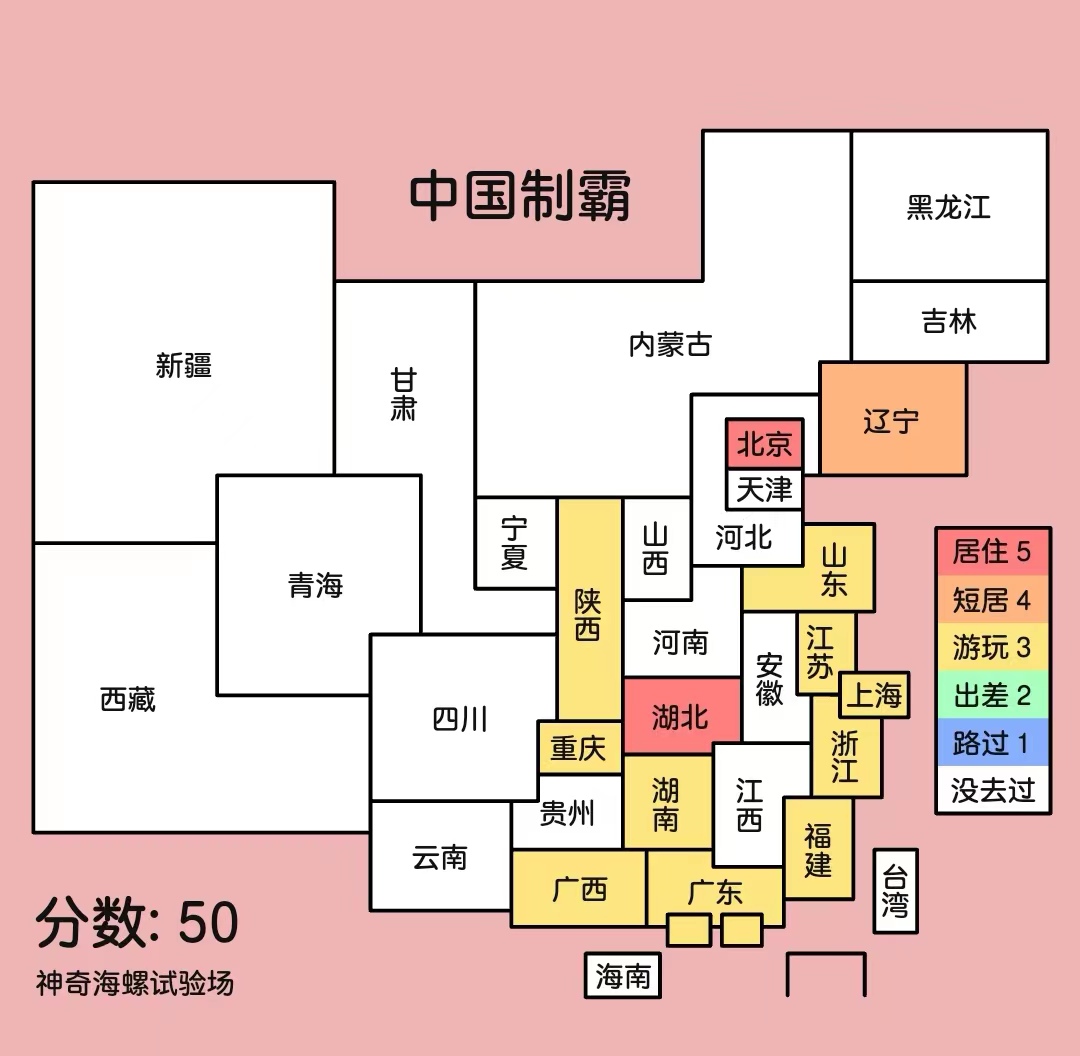 中国制霸
黑龙江
吉林
内蒙古
新疆
甘肃
辽宁
北京
天津
河北
宁夏
山西
山东
青海
陕西
河南
安徽
江苏
上海
西藏
四川
湖北
重庆
浙江
贵州
湖南
江西
云南
福建
广西
广东
台湾
海南
居住 5
短居 4
游玩 3
出差 2
路过 1
没去过
分数: 50
神奇海螺试验场